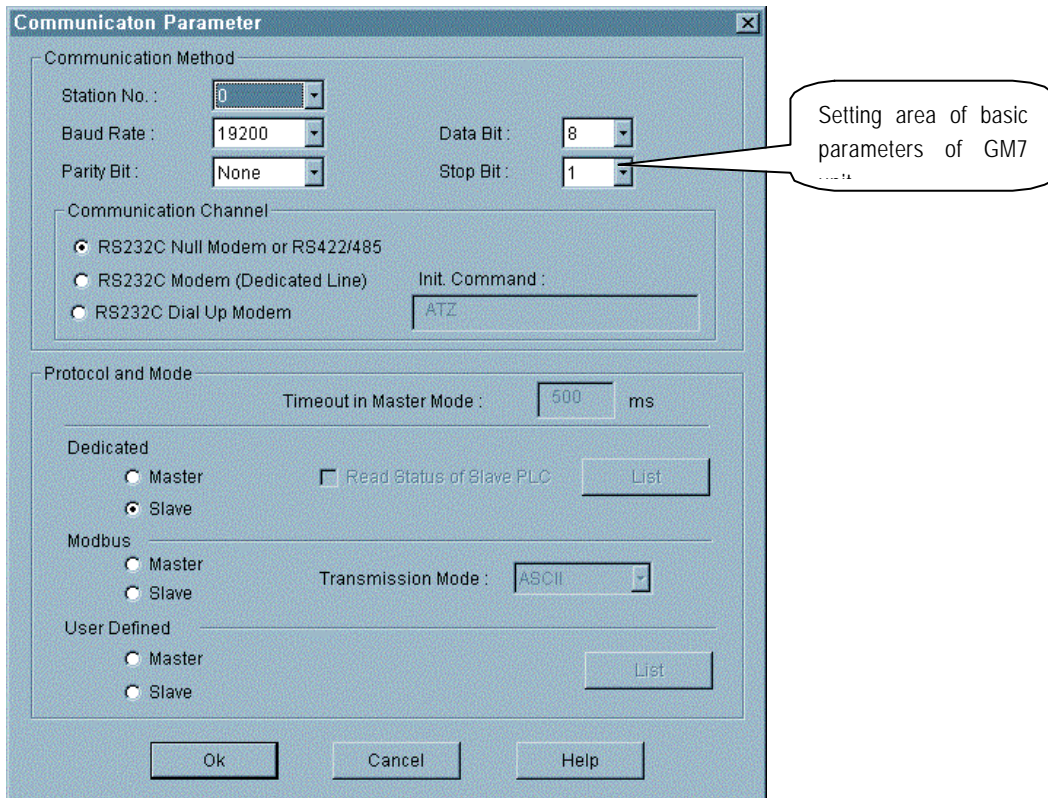 Communicaton Parameter
Communication Method
Station No. : 0
Baud Rate : 19200 Data Bit : 8
Parity Bit : None Stop Bit : 1
Setting area of basic
parameters of GM7
Communication Channel
RS232C Null Modem or RS422/485
RS232C Modem (Dedicated Line) Init. Command :
RS232C Dial Up Modem ATZ
Protocol and Mode
Timeout in Master Mode : 500 ms
Dedicated
Master Read Status of Slave PLC List
Slave
Modbus
Master
Transmission Mode : ASCII
Slave
User Defined
Master
List
Slave
Ok Cancel Help